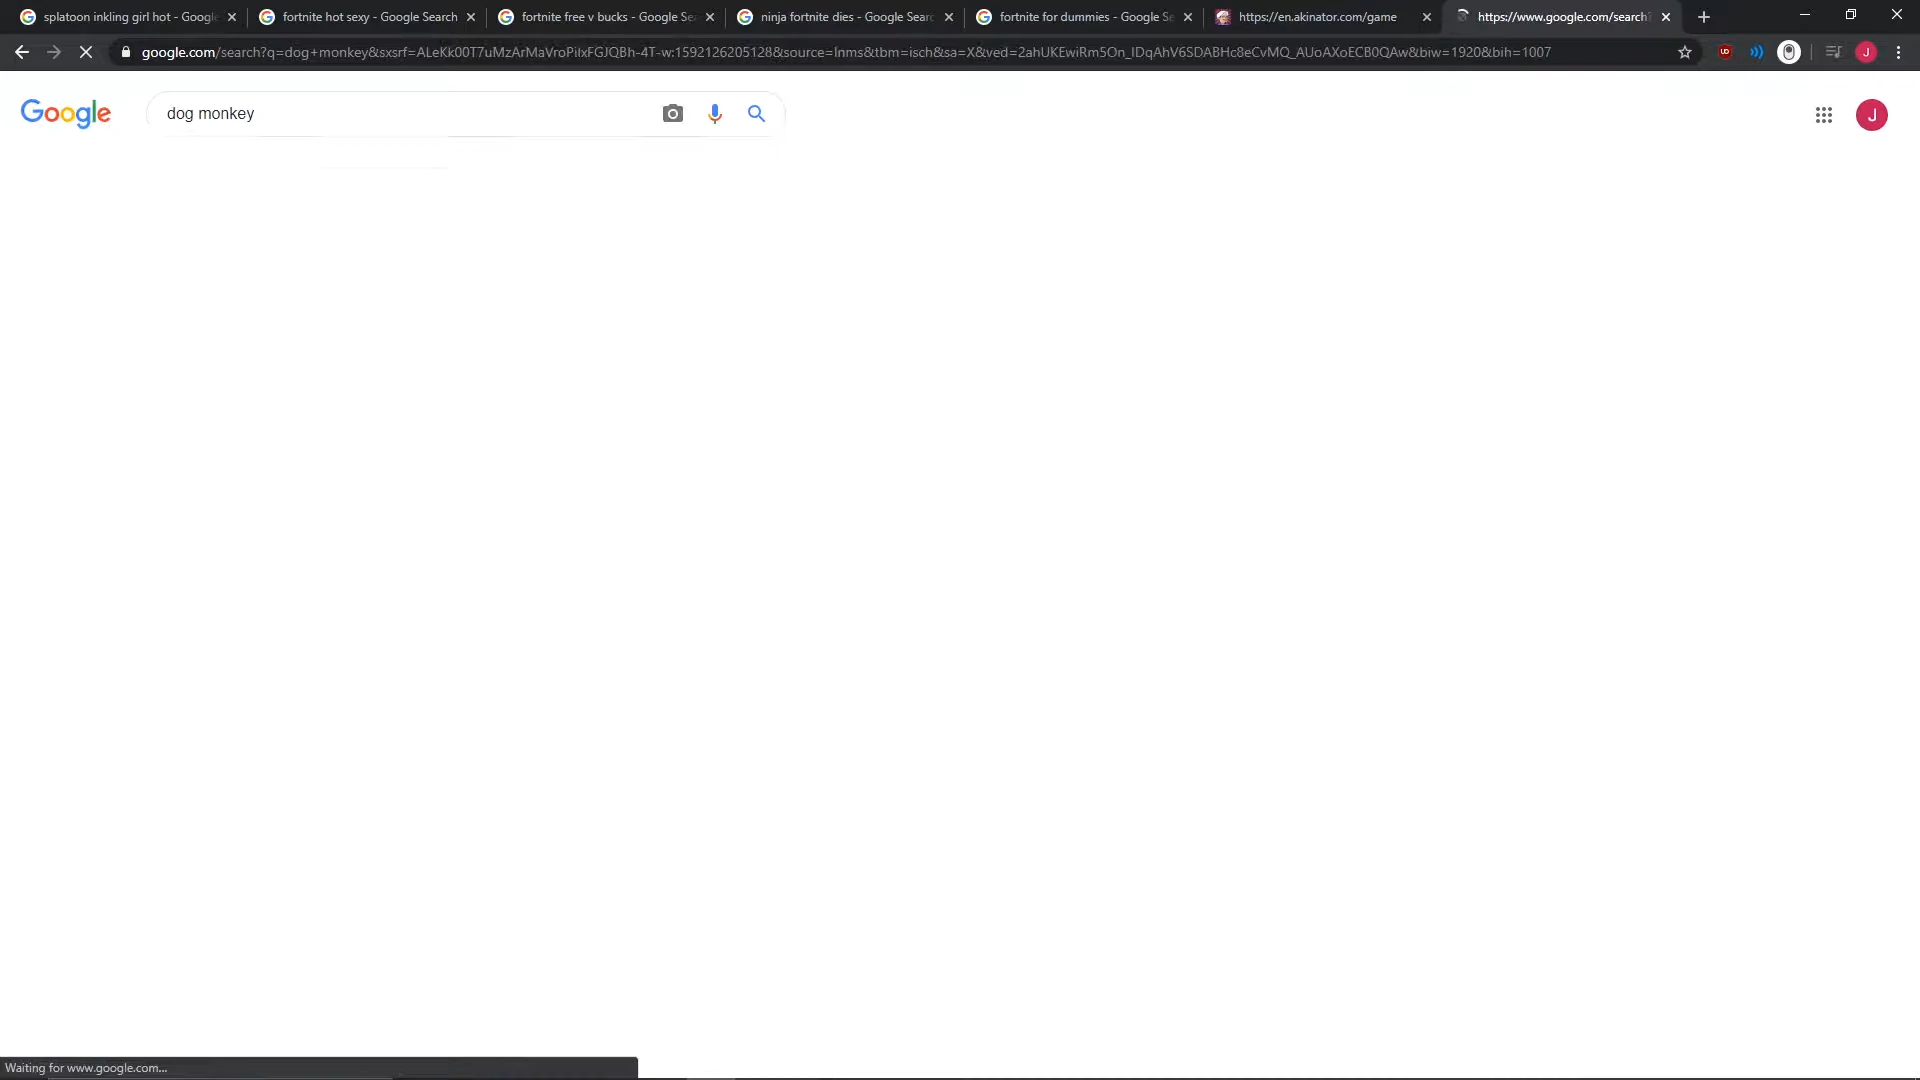 splatoon inkling girl hot - Google
fortnite hot sexy - Google Search
fortnite free v bucks - Google Se
ninja fortnite dies - Google Searc
fortnite for dummies - Google Se
https://en.akinator.com/game
https://www.google.com/search?
google.com/search?q=dog+monkey&sxsrf=ALeKk00T7uMzArMaVroPilxFGJQBh-4T-w:1592126205128&source=lnms&tbm=isch&sa=X&ved=2ahUKEwiRm5On_IDqAhV6SDABHc8eCvMQ_AUoAXoECB0QAw&biw=1920&bih=1007
J
Google
dog monkey
J
Waiting for www.google.com...